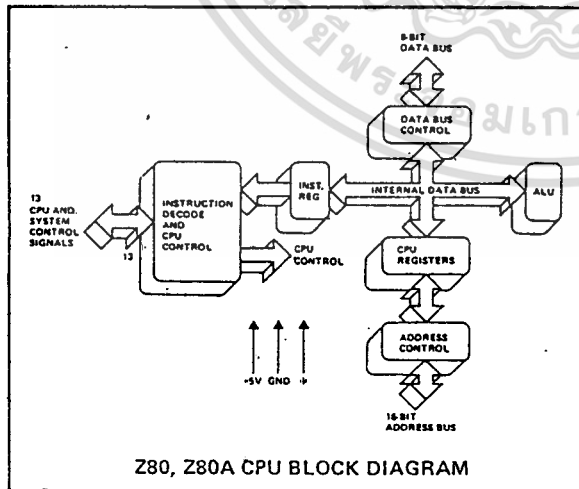 8-BIT
DATA BUS
DATA BUS
CONTROL
13
CPU AND
SYSTEM
CONTROL
SIGNALS
13
INSTRUCTION
DECODE
AND
CPU
CONTROL
INST.
REG
INTERNAL DATA BUS
ALU
CPU
CONTROL
CPU
REGISTERS
ADDRESS
CONTROL
+5V GND Φ
16-BIT
ADDRESS BUS
Z80, Z80A CPU BLOCK DIAGRAM